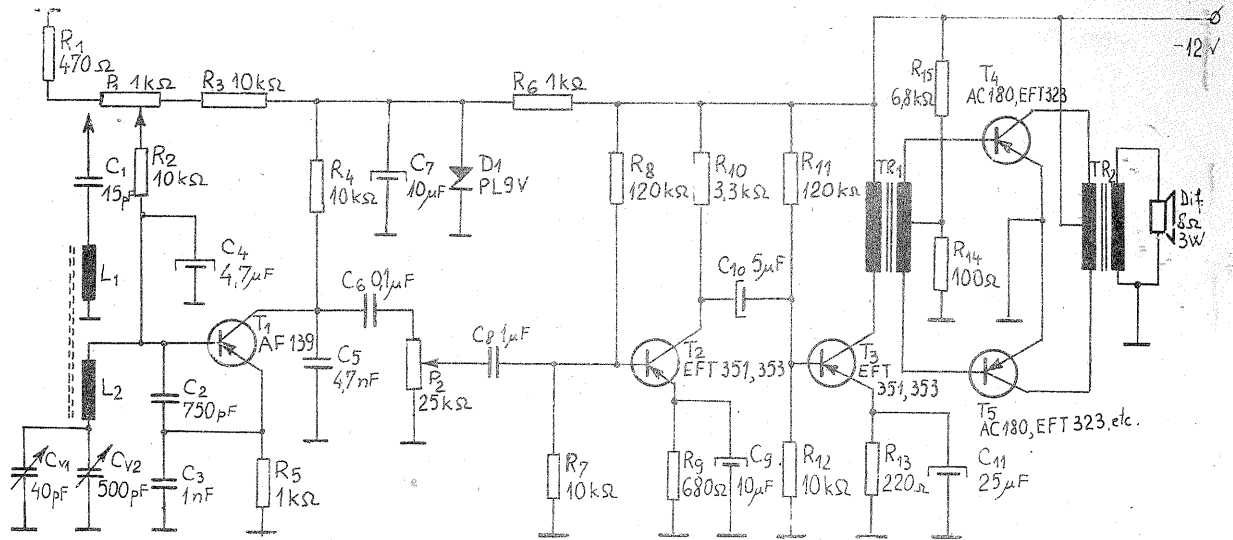 R1
470Ω
P1 1kΩ
R3 10kΩ
R6 1kΩ
-12V
C1
15pF
R2
10kΩ
R4
10kΩ
C7
10µF
D1
PL9V
R8
120kΩ
R10
3,3kΩ
R11
120kΩ
R15
6,8kΩ
T4
AC180, EFT323
TR1
TR2
Dif.
8Ω
3W
L1
C4
4,7µF
C6 0,1µF
C10 5µF
R14
100Ω
T1
AF 139
C5
4,7nF
P2
25kΩ
C8 1µF
T2
EFT 351, 353
T3
EFT
351,353
T5
AC180, EFT 323, etc.
L2
C2
750pF
CV1
40pF
CV2
500pF
C3
1nF
R5
1kΩ
R7
10kΩ
R9
680Ω
C9
10µF
R12
10kΩ
R13
220Ω
C11
25µF